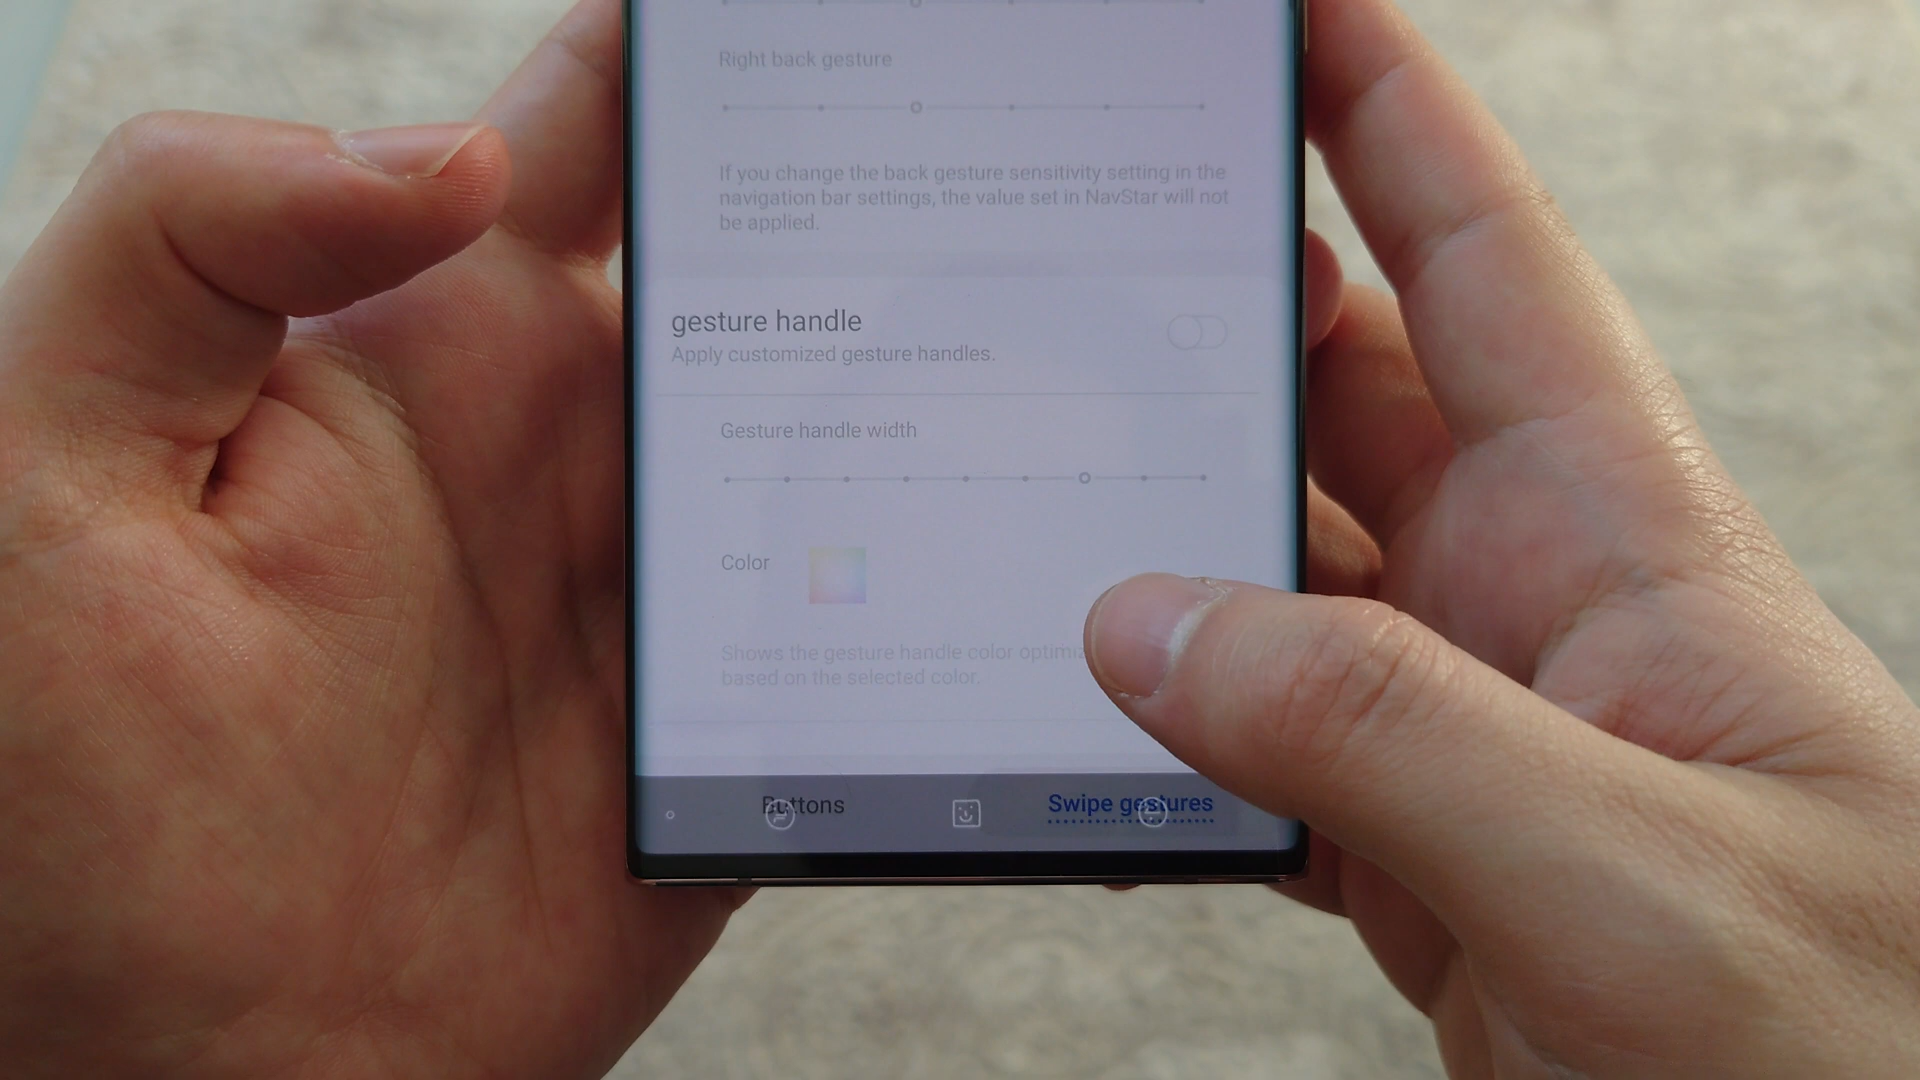 Right back gesture
If you change the back gesture sensitivity setting in the
navigation bar settings, the value set in NavStar will not
be applied.
gesture handle
Apply customized gesture handles.
Gesture handle width
Color
Shows the gesture handle color
based on the selected color.
Buttons
Swipe gestures